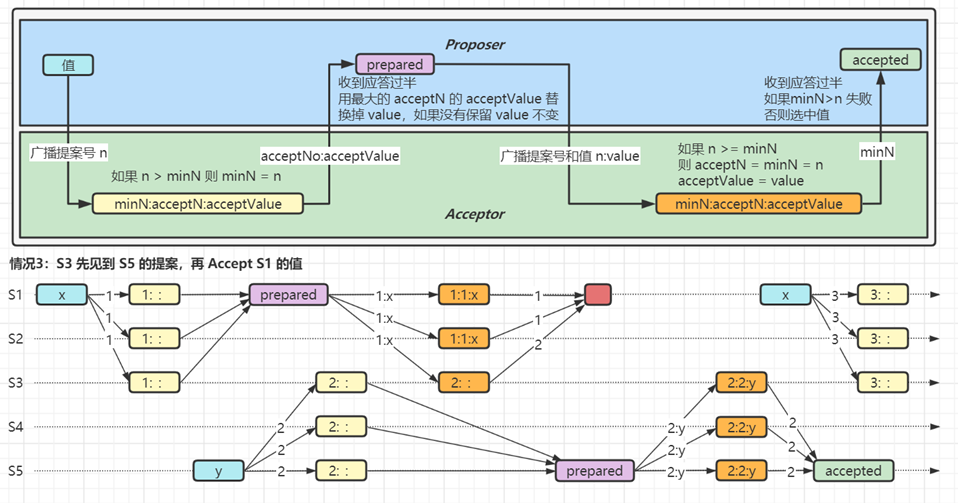 Proposer
值
prepared
accepted
收到应答过半
用最大的 acceptN 的 acceptValue 替
换掉 value，如果没有保留 value 不变
收到应答过半
如果minN>n 失败
否则选中值
广播提案号 n
acceptNo:acceptValue
广播提案号和值 n:value
minN
如果 n > minN 则 minN = n
如果 n >= minN
则 acceptN = minN = n
acceptValue = value
minN:acceptN:acceptValue
minN:acceptN:acceptValue
Acceptor
情况3：S3 先见到 S5 的提案，再 Accept S1 的值
S1 x 1 1: : prepared 1:x 1:1:x 1 x 3 3: :
1 1:x 1 3
S2 1: : 1:1:x 3: :
1 1:x 2 3
S3 1: : 2: : 2: : 2:2:y 3: :
2 2:y 2
S4 2: : 2:2:y
2 2:y 2
S5 y 2 2: : prepared 2:y 2:2:y 2 accepted